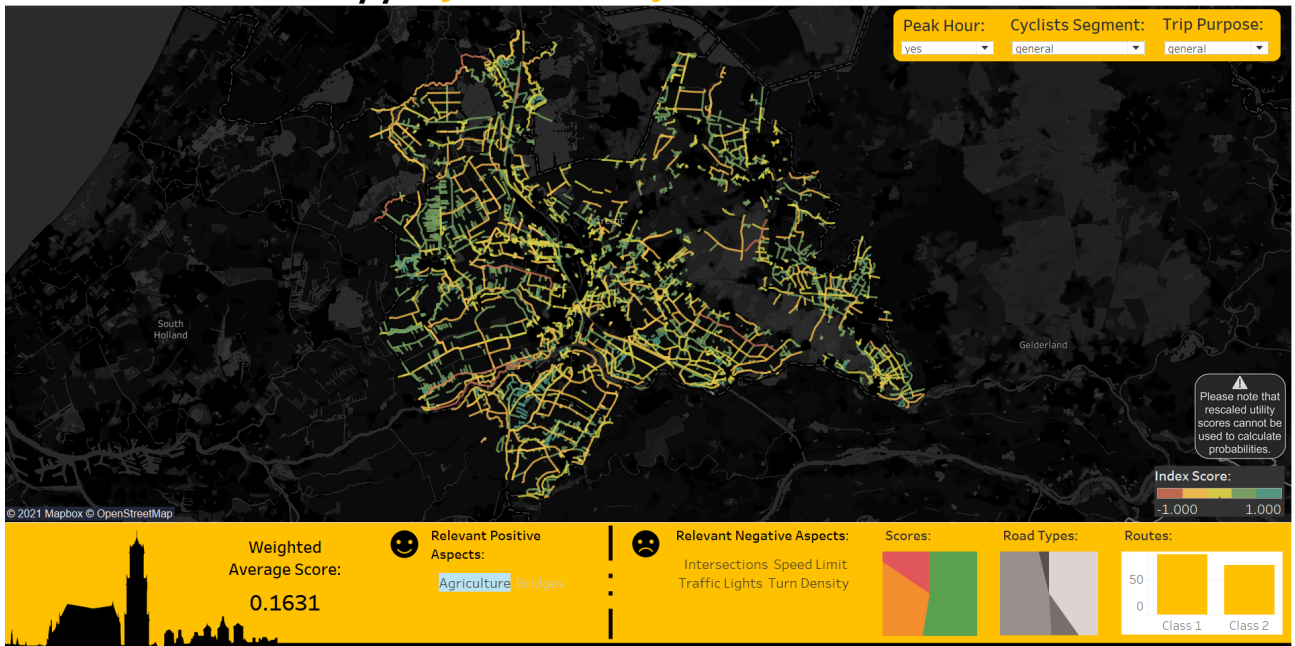 Peak Hour: Cyclists Segment: Trip Purpose:
yes general general
South
Holland
Gelderland
Please note that
rescaled utility
scores cannot be
used to calculate
probabilities.
Index Score:
-1.000 1.000
© 2021 Mapbox © OpenStreetMap
Weighted
Average Score:
0.1631
Relevant Positive
Aspects:
Agriculture Bridges
Relevant Negative Aspects:
Intersections Speed Limit
Traffic Lights Turn Density
Scores:
Road Types:
Routes:
50
0
Class 1 Class 2